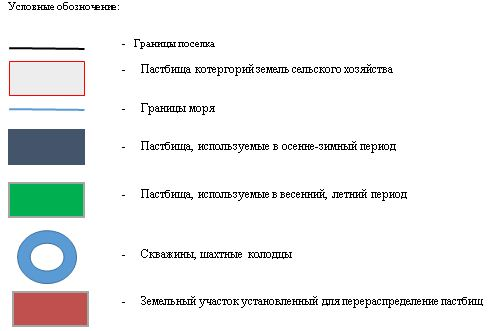 Условные обозначение:
- Границы поселка
- Пастбища котергорий земель сельского хозяйства
- Границы моря
- Пастбища, используемые в осенне-зимный период
- Пастбища, используемые в весенний, летний период
- Скважины, шахтные колодцы
- Земельный участок установленный для перераспределение пастбищ